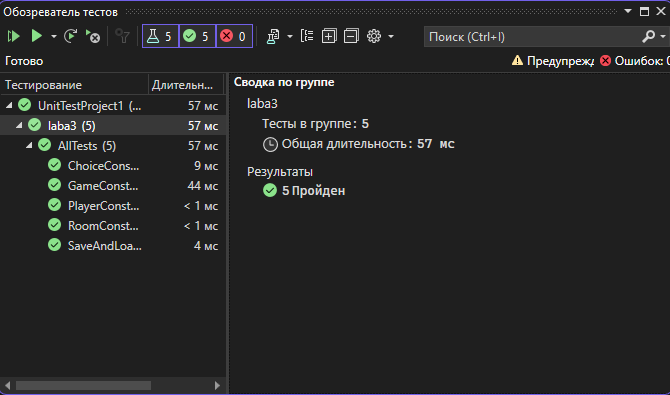 Обозреватель тестов
5 5 0
Поиск (Ctrl+I)
Готово
Предупрежд Ошибок: 0
Тестирование Длительн...
UnitTestProject1 (... 57 мс
laba3 (5) 57 мс
AllTests (5) 57 мс
ChoiceCons... 9 мс
GameConst... 44 мс
PlayerConst... < 1 мс
RoomConst... < 1 мс
SaveAndLoa... 4 мс
Сводка по группе
laba3
Тесты в группе: 5
Общая длительность: 57 мс
Результаты
5 Пройден